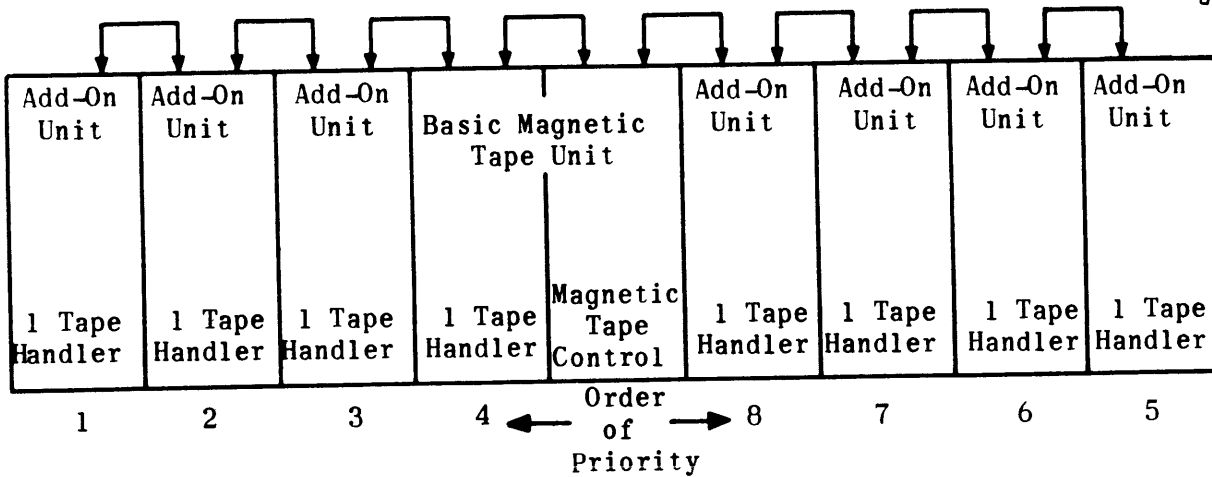 Add-On
Unit
Add-On
Unit
Add-On
Unit
Basic Magnetic
Tape Unit
Add-On
Unit
Add-On
Unit
Add-On
Unit
Add-On
Unit
1 Tape
Handler
1 Tape
Handler
1 Tape
Handler
1 Tape
Handler
Magnetic
Tape
Control
1 Tape
Handler
1 Tape
Handler
1 Tape
Handler
1 Tape
Handler
1 2 3 4 8 7 6 5
Order
of
Priority